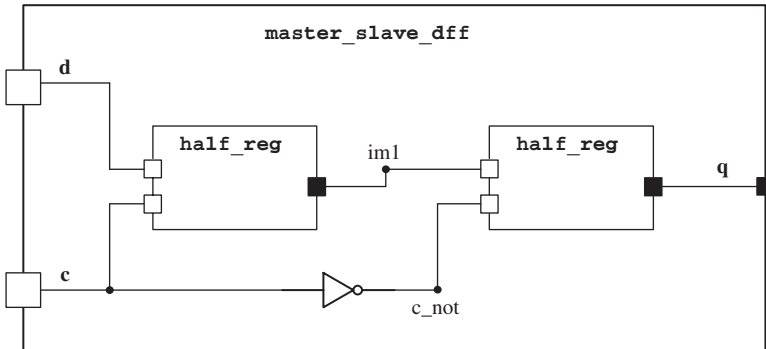 master_slave_dff
d
half_reg
half_reg
im1
q
c
c_not